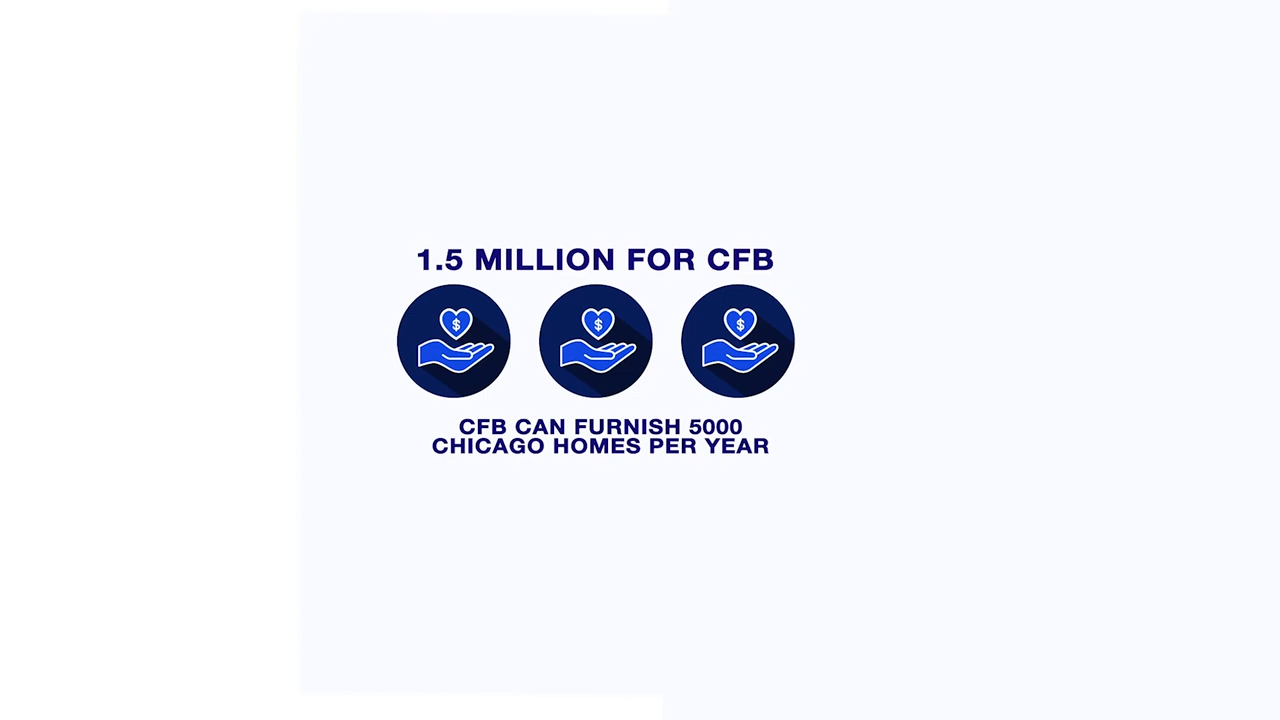 1.5 MILLION FOR CFB
$ $ $
CFB CAN FURNISH 5000
CHICAGO HOMES PER YEAR